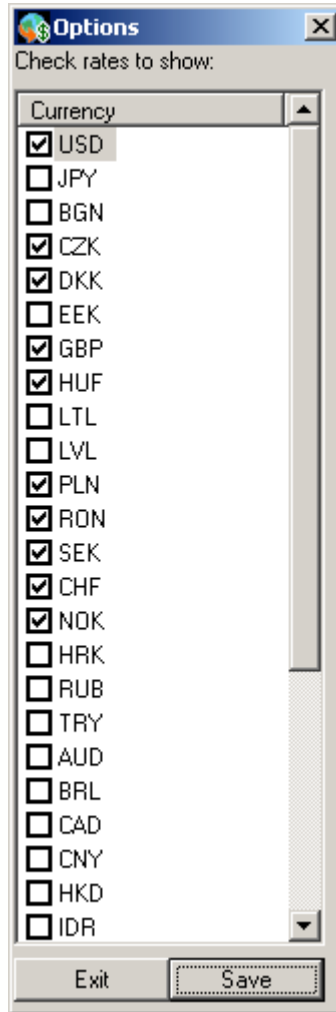 Options
Check rates to show:
Currency
USD
JPY
BGN
CZK
DKK
EEK
GBP
HUF
LTL
LVL
PLN
RON
SEK
CHF
NOK
HRK
RUB
TRY
AUD
BRL
CAD
CNY
HKD
IDR
Exit Save